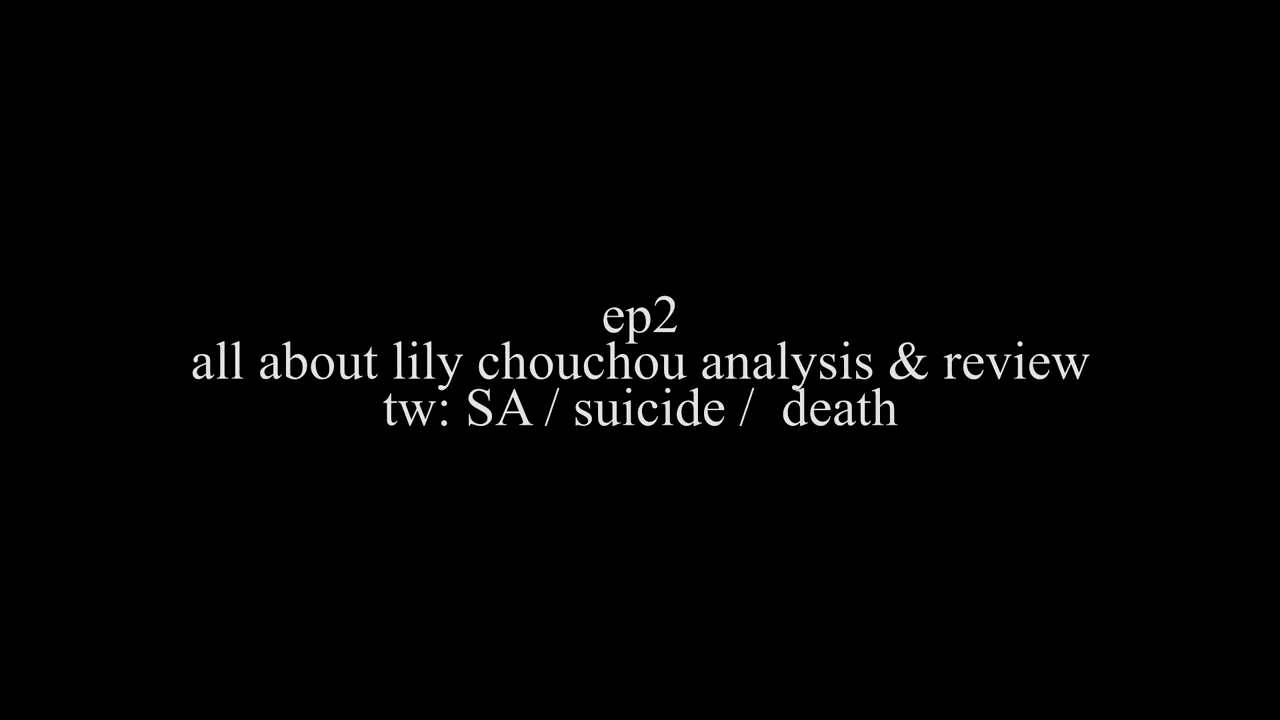 ep2
all about lily chouchou analysis & review
tw: SA / suicide /  death